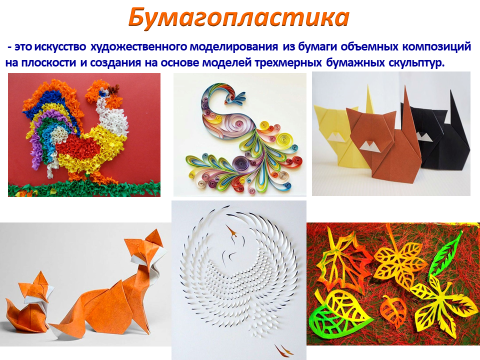 Бумагопластика
- это искусство художественного моделирования из бумаги объемных композиций
на плоскости и создания на основе моделей трехмерных бумажных скульптур.